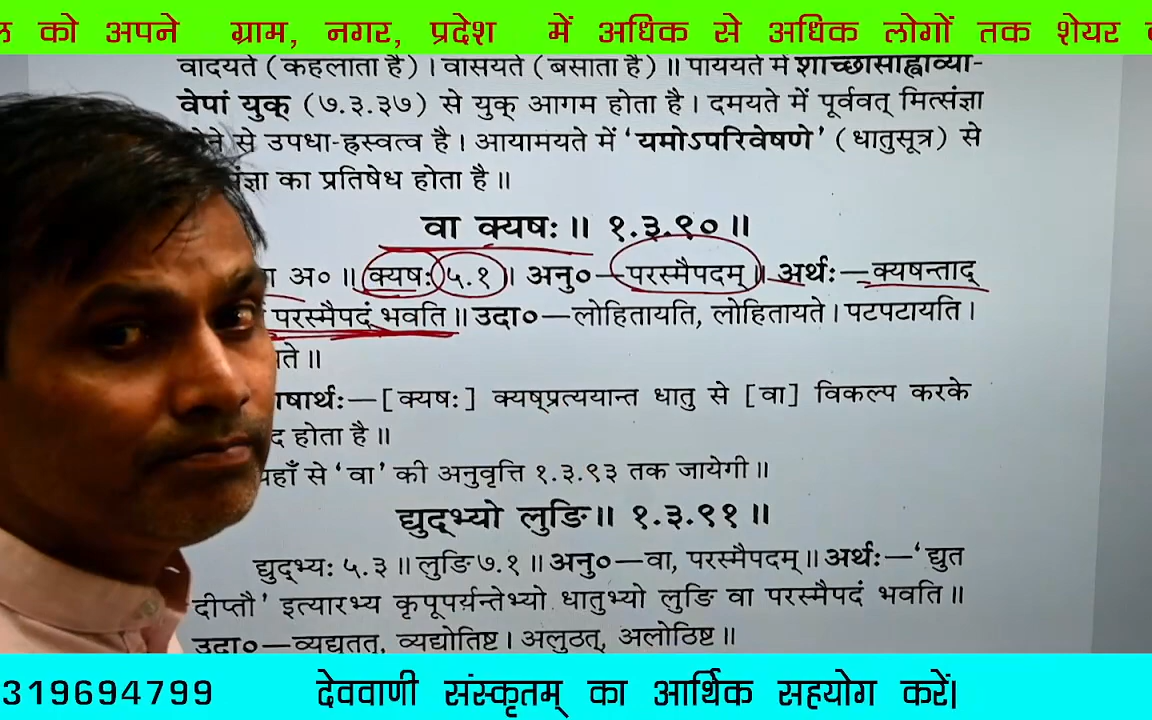 को अपने ग्राम, नगर, प्रदेश में अधिक से अधिक लोगों तक शेयर
वादयते (कहलाता है) । वासयते (बसाता है) ॥ पाययते में शाच्छासाह्वाव्या-
वेपां युक् (७.३.३७) से युक् आगम होता है । दमयते में पूर्ववत् मित्संज्ञा
से उपधा-ह्रस्वत्व है । आयामयते में ‘यमोऽपरिवेषणे’ (धातुसूत्र) से
का प्रतिषेध होता है ॥
वा क्यषः ॥ १.३.९० ॥
अ० ॥ क्यषः ५.१ ॥ अनु०—परस्मैपदम् ॥ अर्थः—क्यषन्ताद्
परस्मैपदं भवति ॥ उदा०—लोहितायति, लोहितायते । पटपटायति ।
ते ॥
षार्थः—[क्यषः] क्यष्प्रत्ययान्त धातु से [वा] विकल्प करके
द होता है ॥
यहाँ से ‘वा’ की अनुवृत्ति १.३.९३ तक जायेगी ॥
द्युद्भ्यो लुङि ॥ १.३.९१ ॥
द्युद्भ्यः ५.३ ॥ लुङि ७.१ ॥ अनु०—वा, परस्मैपदम् ॥ अर्थः—‘द्युत
दीप्तौ’ इत्यारभ्य कृपूपर्य्यन्तेभ्यो धातुभ्यो लुङि वा परस्मैपदं भवति ॥
उदा०—व्यद्युतत्, व्यद्योतिष्ट । अलुठत्, अलोठिष्ट ॥
319694799 देववाणी संस्कृतम् का आर्थिक सहयोग करें|